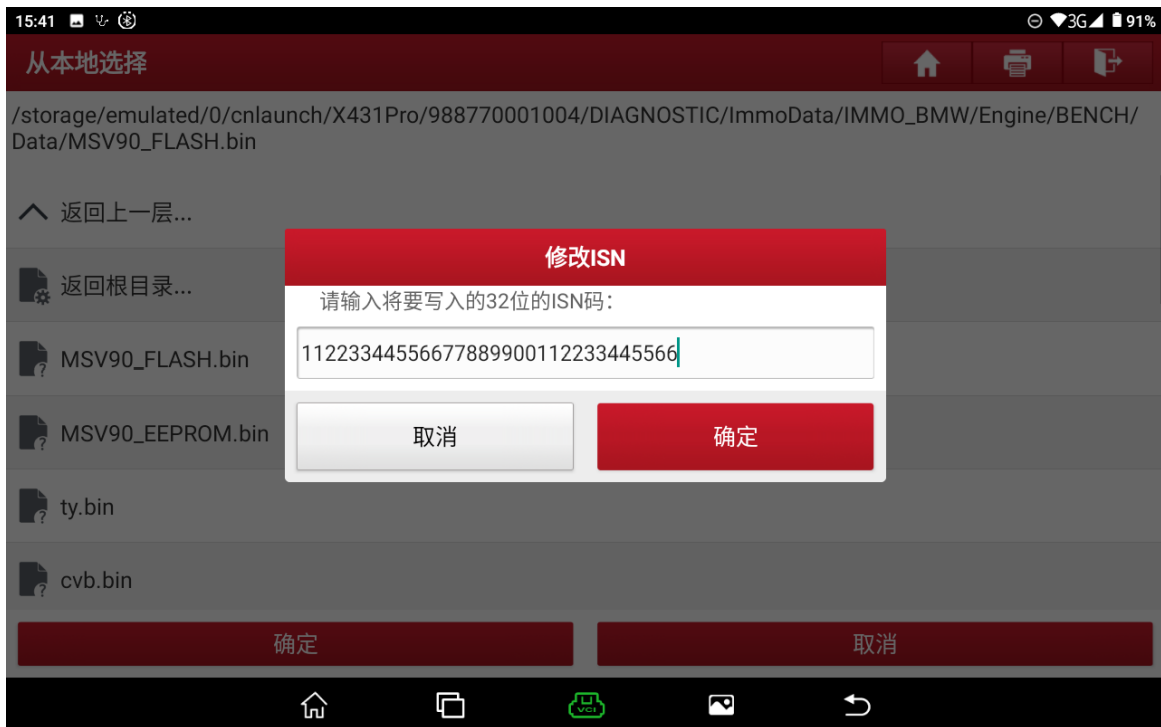 15:41
3G 91%
从本地选择
/storage/emulated/0/cnlaunch/X431Pro/988770001004/DIAGNOSTIC/ImmoData/IMMO_BMW/Engine/BENCH/
Data/MSV90_FLASH.bin
返回上一层...
返回根目录...
MSV90_FLASH.bin
MSV90_EEPROM.bin
ty.bin
cvb.bin
修改ISN
请输入将要写入的32位的ISN码：
11223344556677889900112233445566
取消
确定
确定
取消
VCI